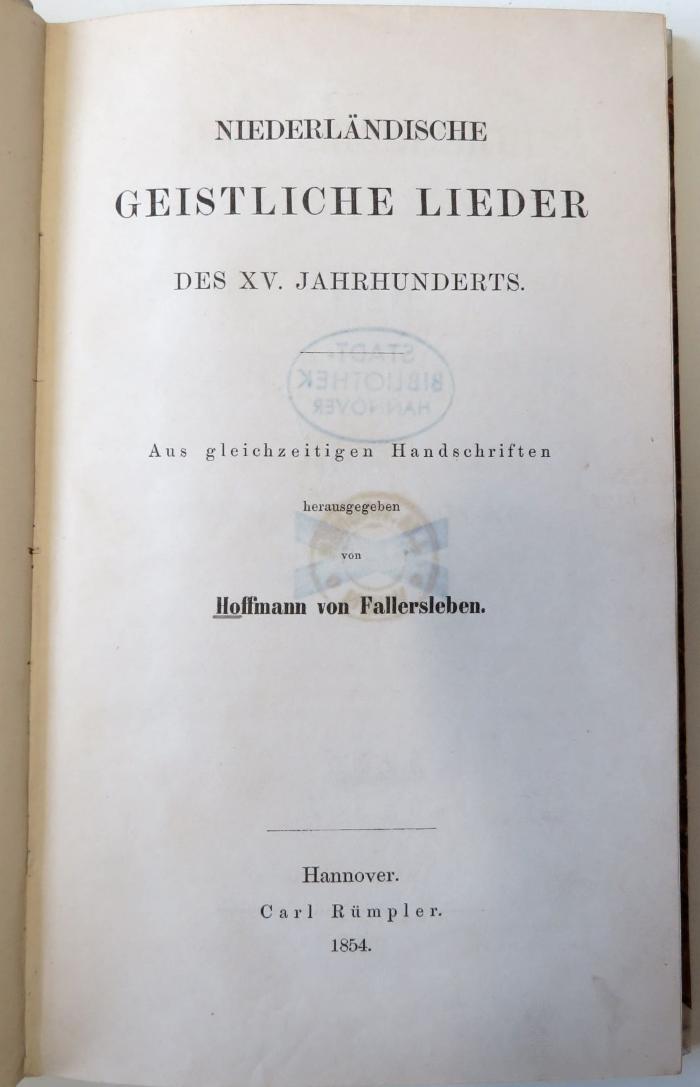 NIEDERLÄNDISCHE
GEISTLICHE LIEDER
DES XV. JAHRHUNDERTS.
STADT-
BIBLIOTHEK
HANNOVER
Aus gleichzeitigen Handschriften
herausgegeben
von
Hoffmann von Fallersleben.
Hannover.
Carl Rümpler.
1854.